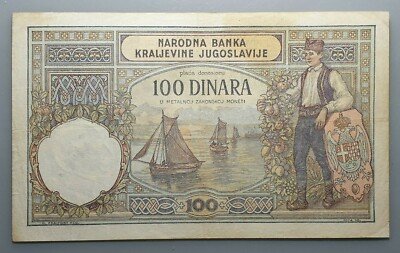 NARODNA BANKA
KRALJEVINE JUGOSLAVIJE
plaća donosiocu
100 DINARA
U METALNOJ ZAKONSKOJ MONETI
100